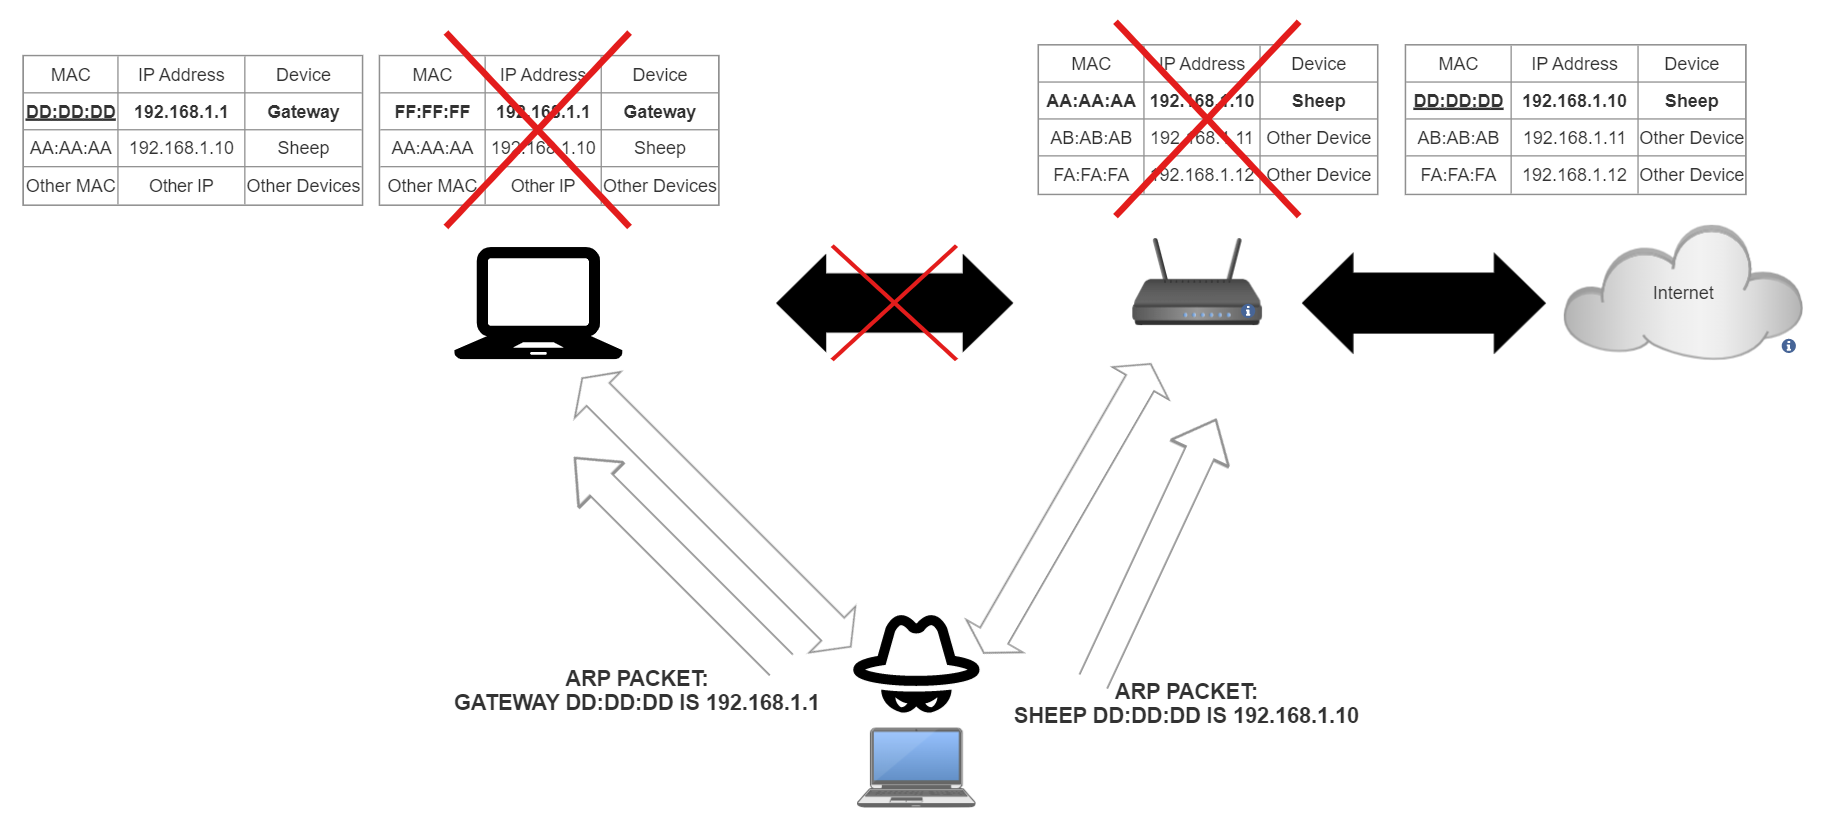 MAC IP Address Device
DD:DD:DD 192.168.1.1 Gateway
AA:AA:AA 192.168.1.10 Sheep
Other MAC Other IP Other Devices
MAC IP Address Device
FF:FF:FF 192.168.1.1 Gateway
AA:AA:AA 192.168.1.10 Sheep
Other MAC Other IP Other Devices
MAC IP Address Device
AA:AA:AA 192.168.1.10 Sheep
AB:AB:AB 192.168.1.11 Other Device
FA:FA:FA 192.168.1.12 Other Device
MAC IP Address Device
DD:DD:DD 192.168.1.10 Sheep
AB:AB:AB 192.168.1.11 Other Device
FA:FA:FA 192.168.1.12 Other Device
Internet
ARP PACKET:
GATEWAY DD:DD:DD IS 192.168.1.1
ARP PACKET:
SHEEP DD:DD:DD IS 192.168.1.10